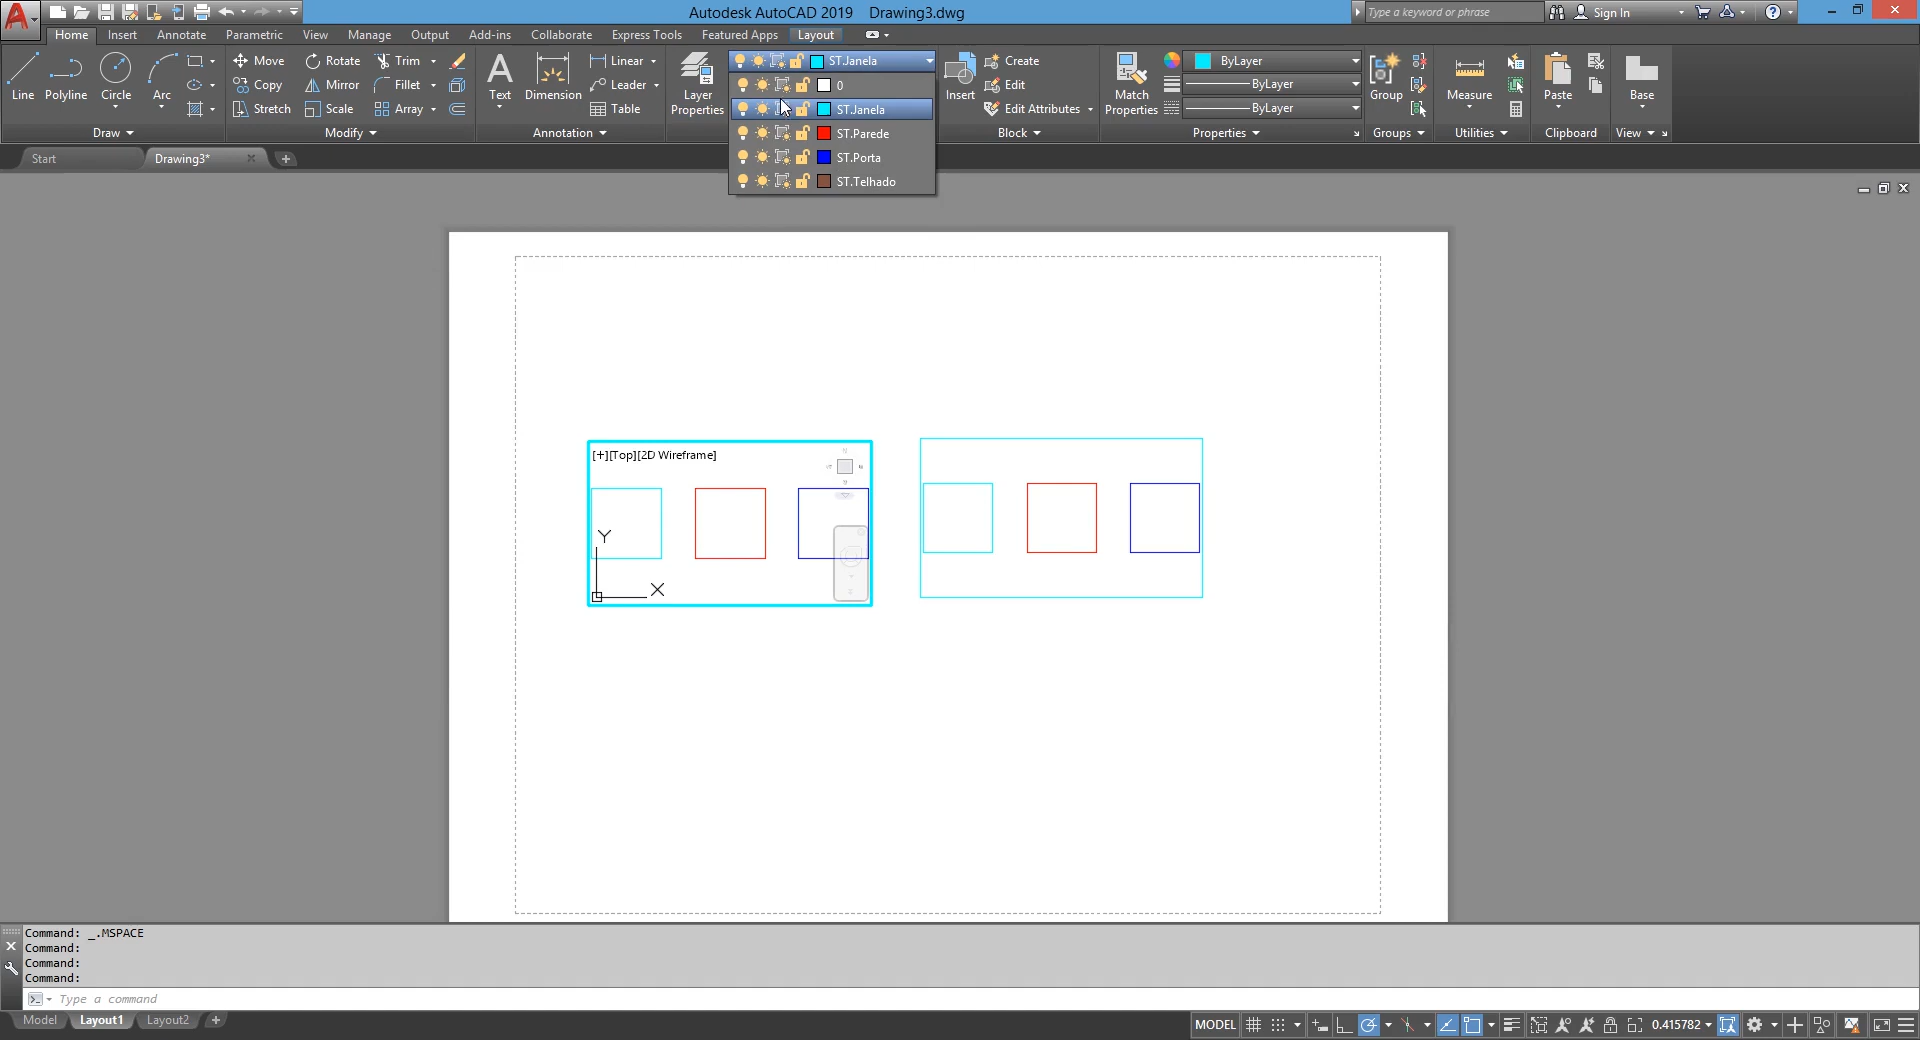 Autodesk AutoCAD 2019 Drawing3.dwg
Type a keyword or phrase
Sign In
Home Insert Annotate Parametric View Manage Output Add-ins Collaborate Express Tools Featured Apps Layout
Line
Polyline
Circle
Arc
Draw
Move Rotate Trim
Copy Mirror Fillet
Stretch Scale Array
Modify
Text
Dimension
Linear
Leader
Table
Annotation
Layer
Properties
ST.Janela
0
ST.Janela
ST.Parede
ST.Porta
ST.Telhado
Insert
Create
Edit
Edit Attributes
Block
Match
Properties
ByLayer
ByLayer
ByLayer
Properties
Group
Groups
Measure
Utilities
Paste
Clipboard
Base
View
Start
Drawing3*
[+][Top][2D Wireframe]
Y
X
Command: _.MSPACE
Command:
Command:
Command:
Type a command
Model Layout1 Layout2
MODEL
0.415782